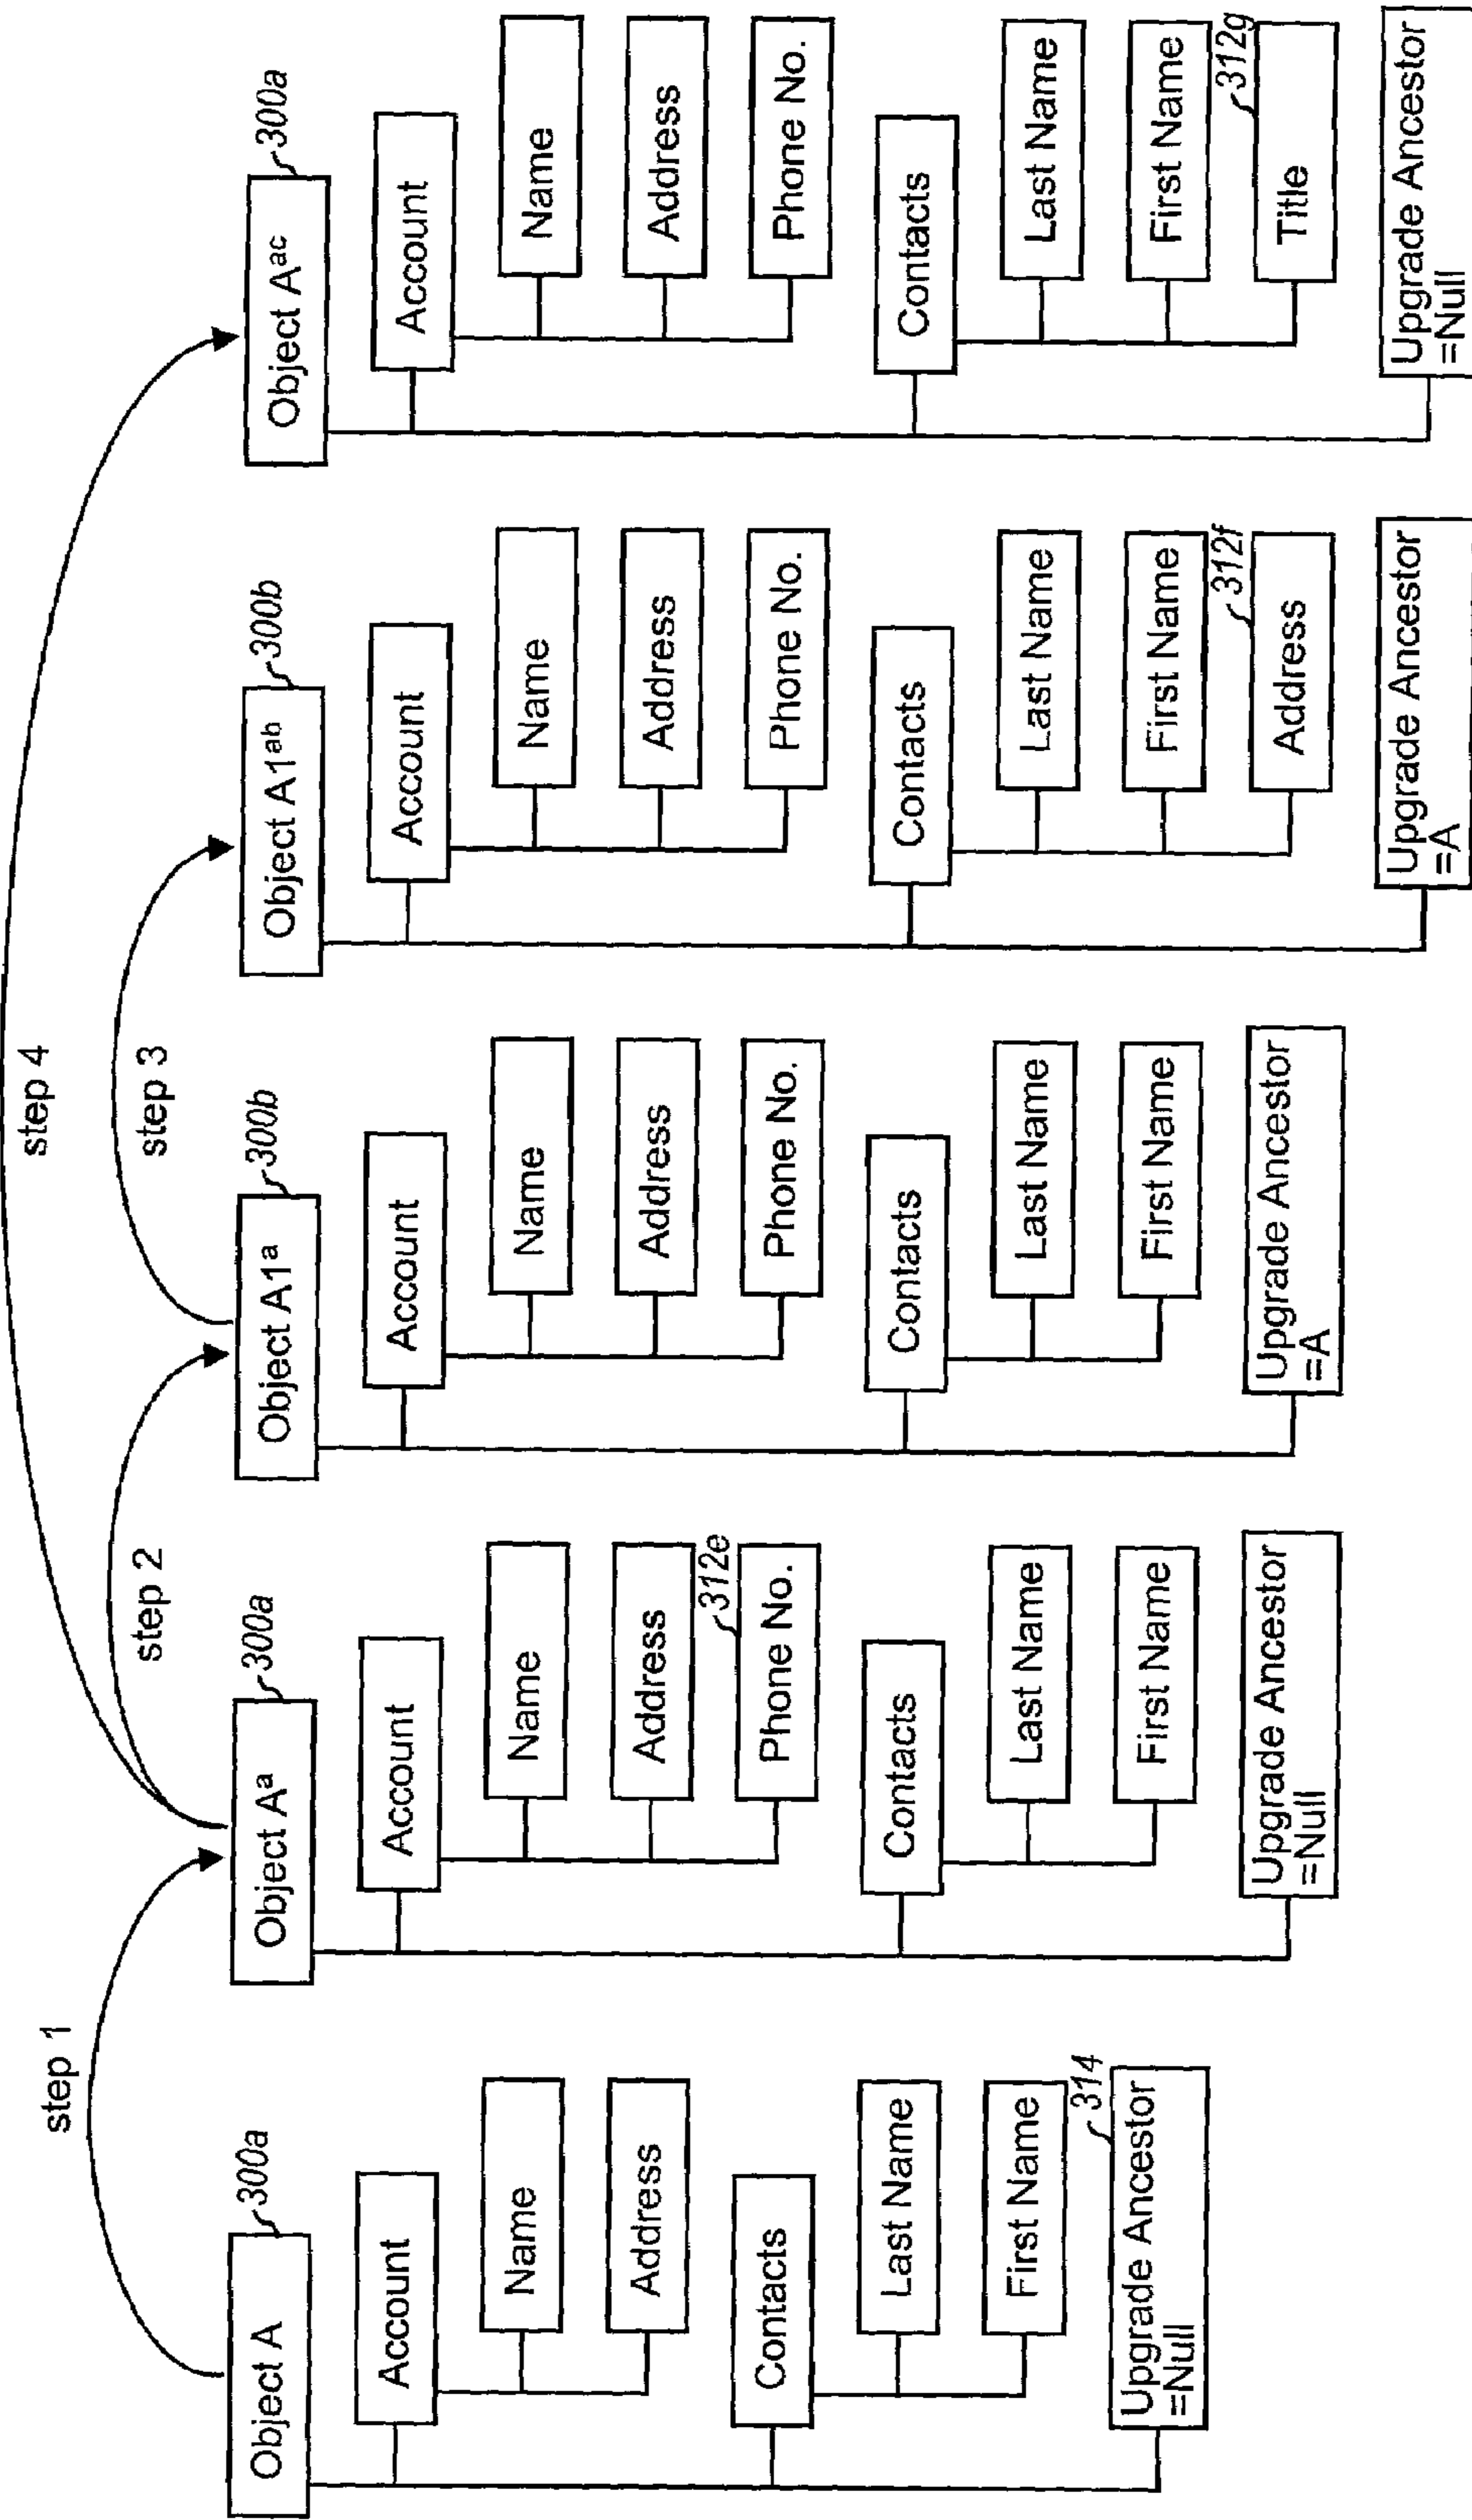 step 1
step 2
step 3
step 4
Object A
300a
Account
Name
Address
Contacts
Last Name
First Name
314
Upgrade Ancestor
=Null
Object Aᵃ
300a
Account
Name
Address
312e
Phone No.
Contacts
Last Name
First Name
Upgrade Ancestor
=Null
Object A1ᵃ
300b
Account
Name
Address
Phone No.
Contacts
Last Name
First Name
Upgrade Ancestor
=A
Object A1ᵃᵇ
300b
Account
Name
Address
Phone No.
Contacts
Last Name
First Name
312f
Address
Upgrade Ancestor
=A
Object Aᵃᶜ
300a
Account
Name
Address
Phone No.
Contacts
Last Name
First Name
312g
Title
Upgrade Ancestor
=Null